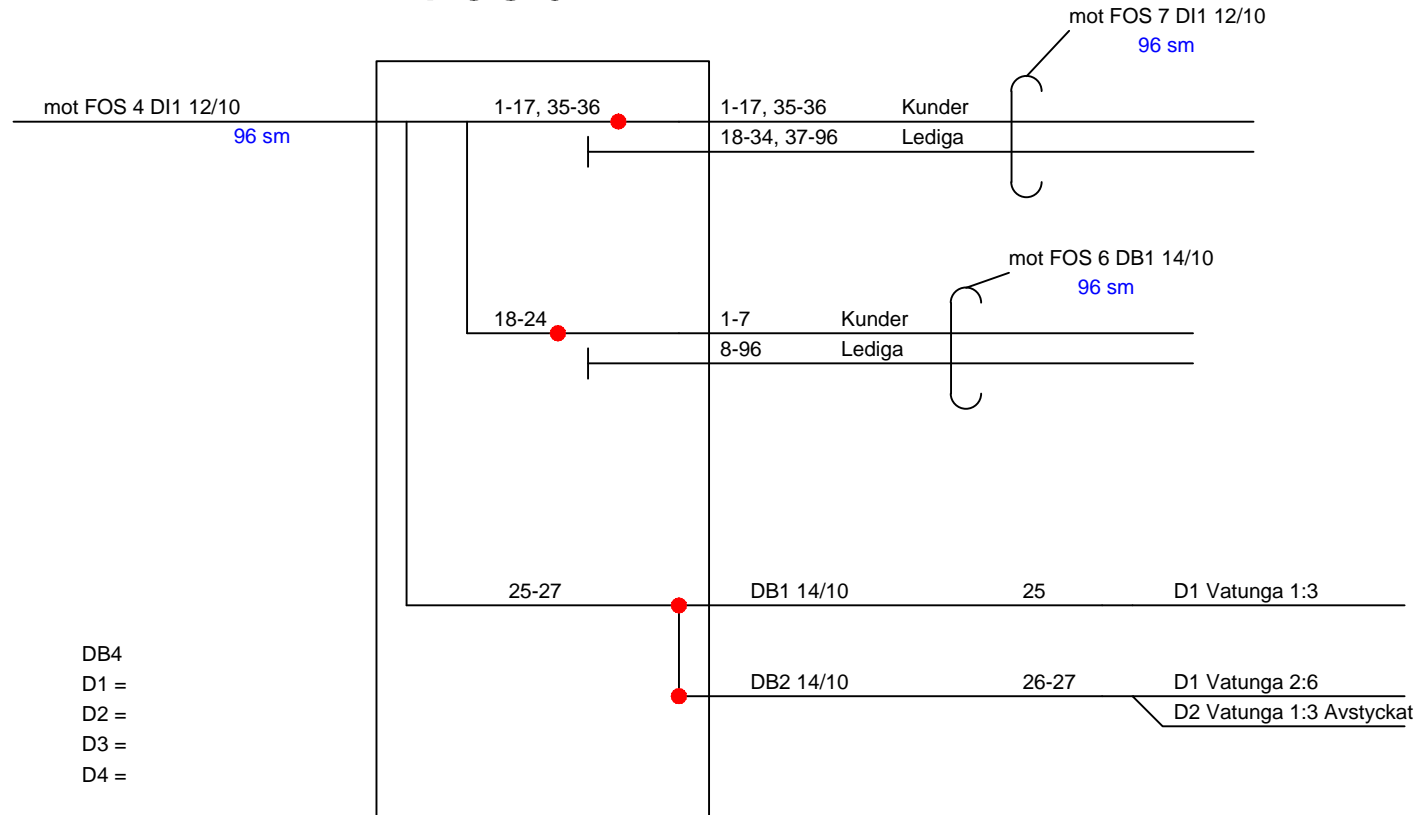 mot FOS 7 DI1 12/10
96 sm
mot FOS 4 DI1 12/10
96 sm
1-17, 35-36
1-17, 35-36 Kunder
18-34, 37-96 Lediga
mot FOS 6 DB1 14/10
96 sm
18-24
1-7 Kunder
8-96 Lediga
25-27
DB1 14/10 25 D1 Vatunga 1:3
DB2 14/10 26-27 D1 Vatunga 2:6
D2 Vatunga 1:3 Avstyckat
DB4
D1 =
D2 =
D3 =
D4 =